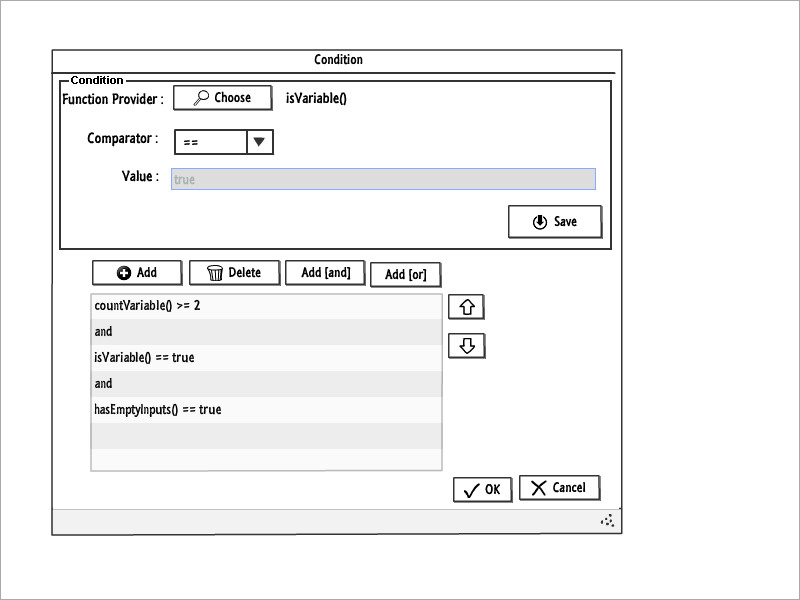 Condition
Condition
Function Provider : Choose isVariable()
Comparator : ==
Value : true
Save
Add Delete Add [and] Add [or]
countVariable() >= 2
and
isVariable() == true
and
hasEmptyInputs() == true
OK Cancel